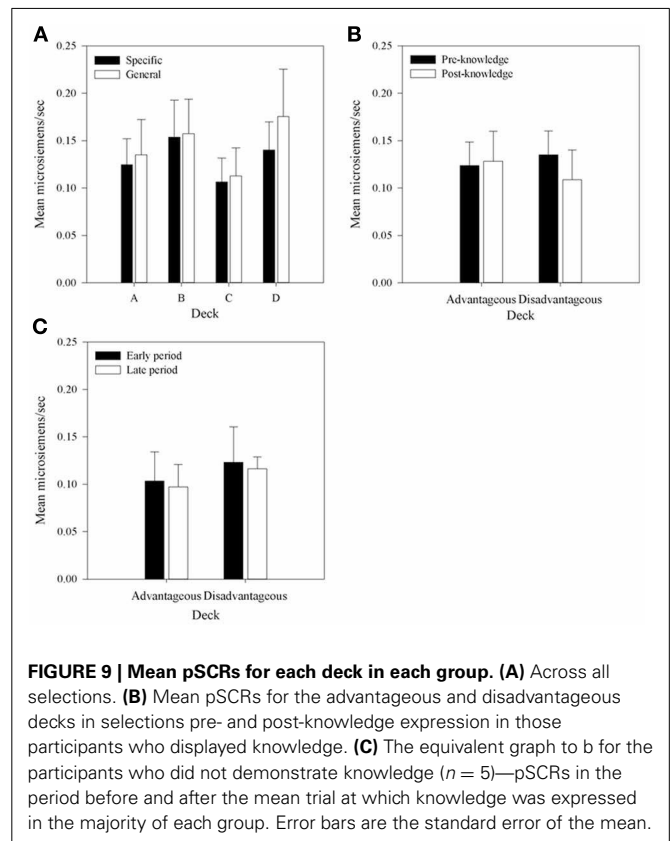 A
0.25
0.20
0.15
0.10
0.05
0.00
Mean microsiemens/sec
Specific
General
A B C D
Deck
B
0.25
0.20
0.15
0.10
0.05
0.00
Mean microsiemens/sec
Pre-knowledge
Post-knowledge
Advantageous Disadvantageous
Deck
C
0.25
0.20
0.15
0.10
0.05
0.00
Mean microsiemens/sec
Early period
Late period
Advantageous Disadvantageous
Deck
FIGURE 9 | Mean pSCRs for each deck in each group. (A) Across all
selections. (B) Mean pSCRs for the advantageous and disadvantageous
decks in selections pre- and post-knowledge expression in those
participants who displayed knowledge. (C) The equivalent graph to b for the
participants who did not demonstrate knowledge (n = 5)—pSCRs in the
period before and after the mean trial at which knowledge was expressed
in the majority of each group. Error bars are the standard error of the mean.